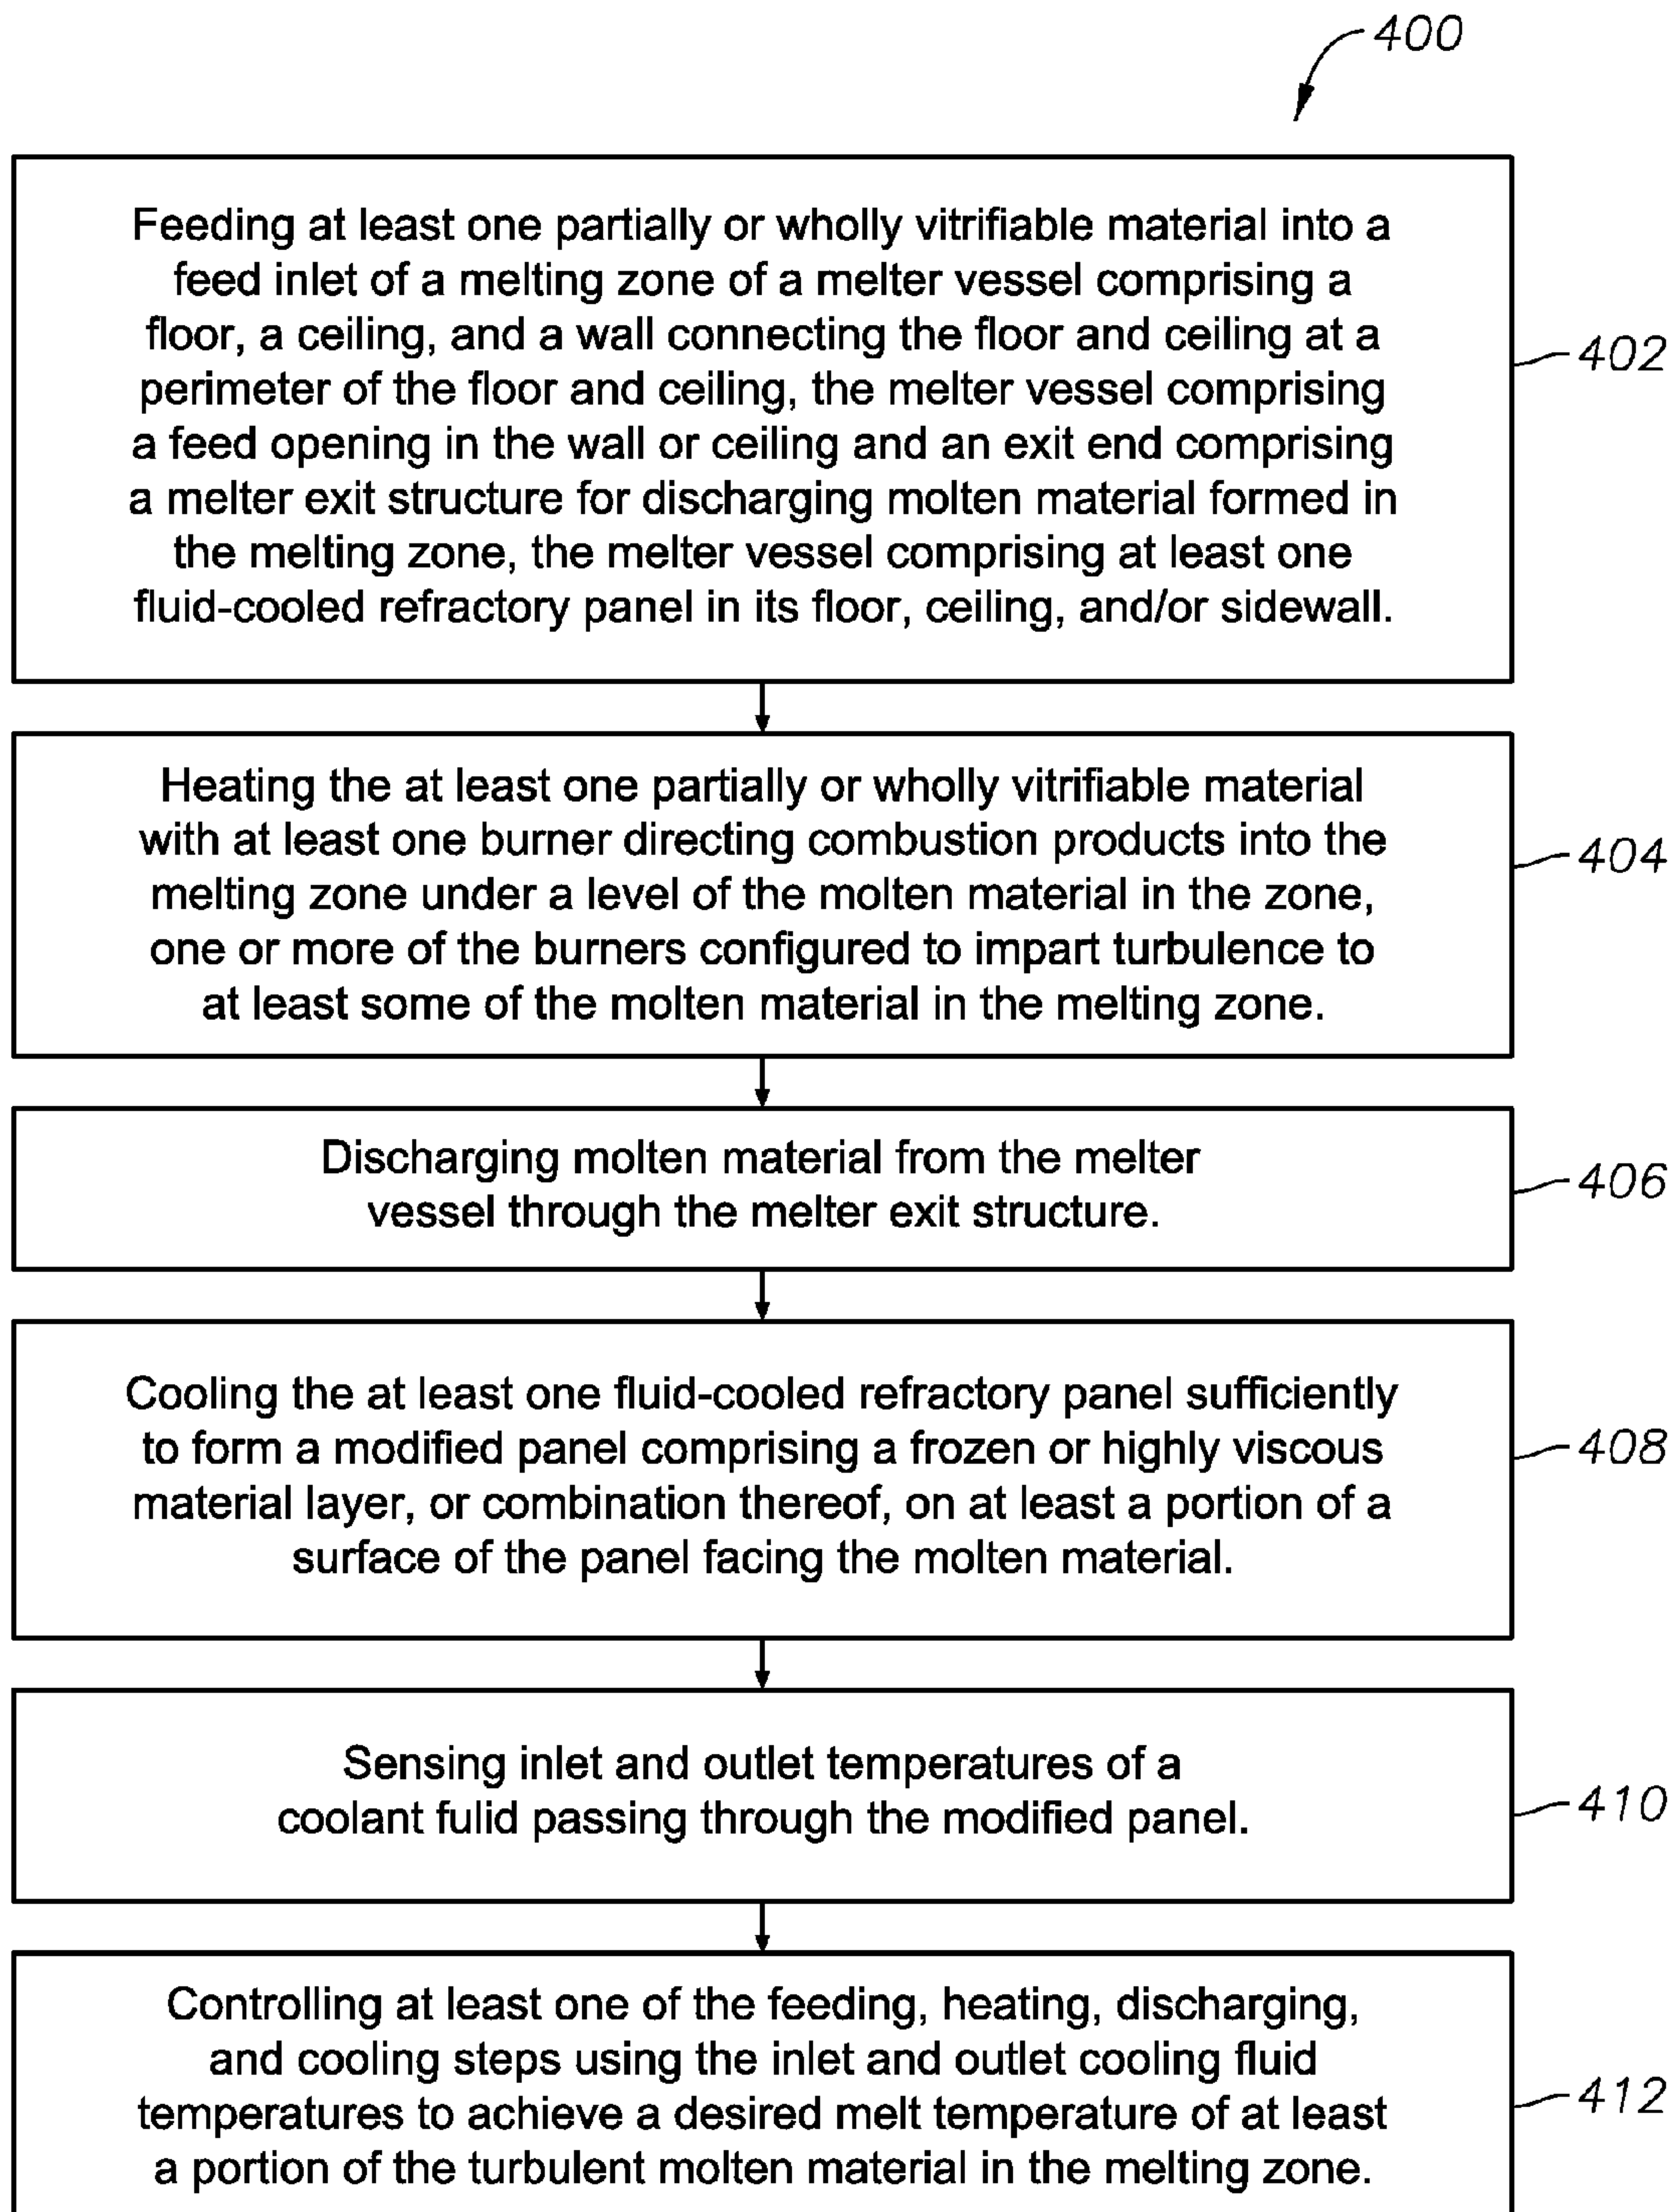 400
Feeding at least one partially or wholly vitrifiable material into a
feed inlet of a melting zone of a melter vessel comprising a
floor, a ceiling, and a wall connecting the floor and ceiling at a
perimeter of the floor and ceiling, the melter vessel comprising
a feed opening in the wall or ceiling and an exit end comprising
a melter exit structure for discharging molten material formed in
the melting zone, the melter vessel comprising at least one
fluid-cooled refractory panel in its floor, ceiling, and/or sidewall.
402
Heating the at least one partially or wholly vitrifiable material
with at least one burner directing combustion products into the
melting zone under a level of the molten material in the zone,
one or more of the burners configured to impart turbulence to
at least some of the molten material in the melting zone.
404
Discharging molten material from the melter
vessel through the melter exit structure.
406
Cooling the at least one fluid-cooled refractory panel sufficiently
to form a modified panel comprising a frozen or highly viscous
material layer, or combination thereof, on at least a portion of a
surface of the panel facing the molten material.
408
Sensing inlet and outlet temperatures of a
coolant fulid passing through the modified panel.
410
Controlling at least one of the feeding, heating, discharging,
and cooling steps using the inlet and outlet cooling fluid
temperatures to achieve a desired melt temperature of at least
a portion of the turbulent molten material in the melting zone.
412